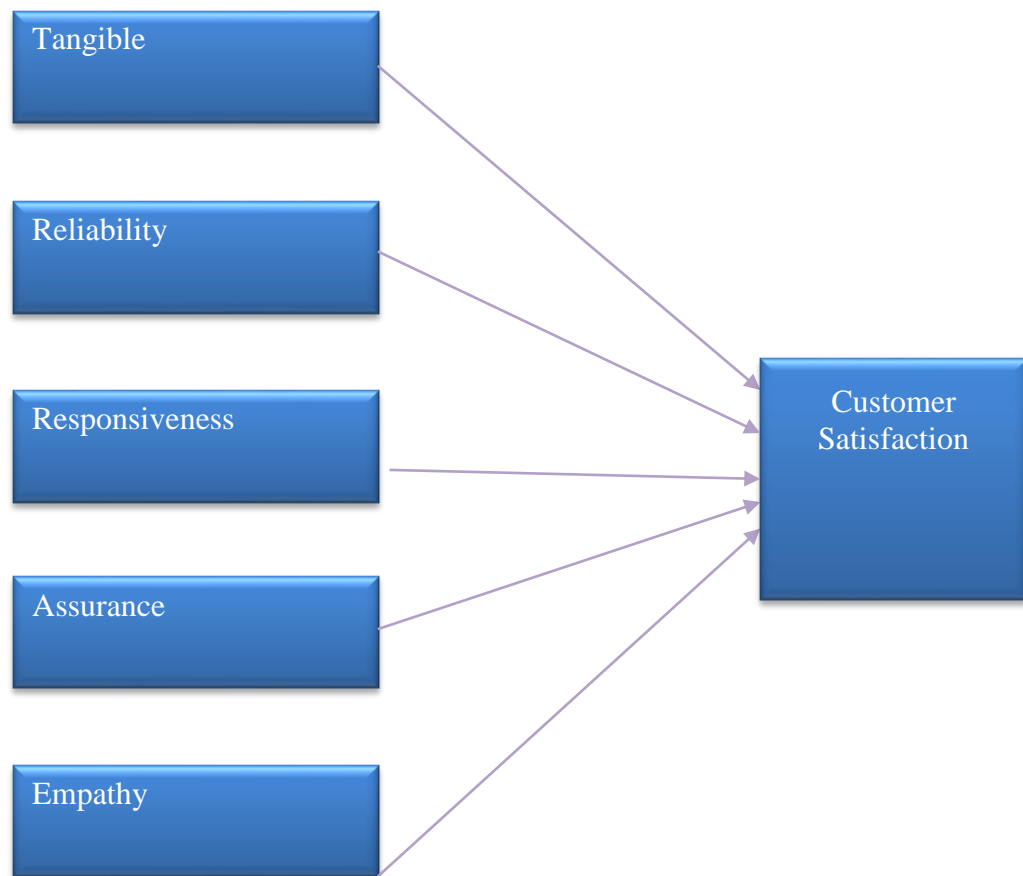 Tangible
Reliability
Responsiveness
Customer
Satisfaction
Assurance
Empathy